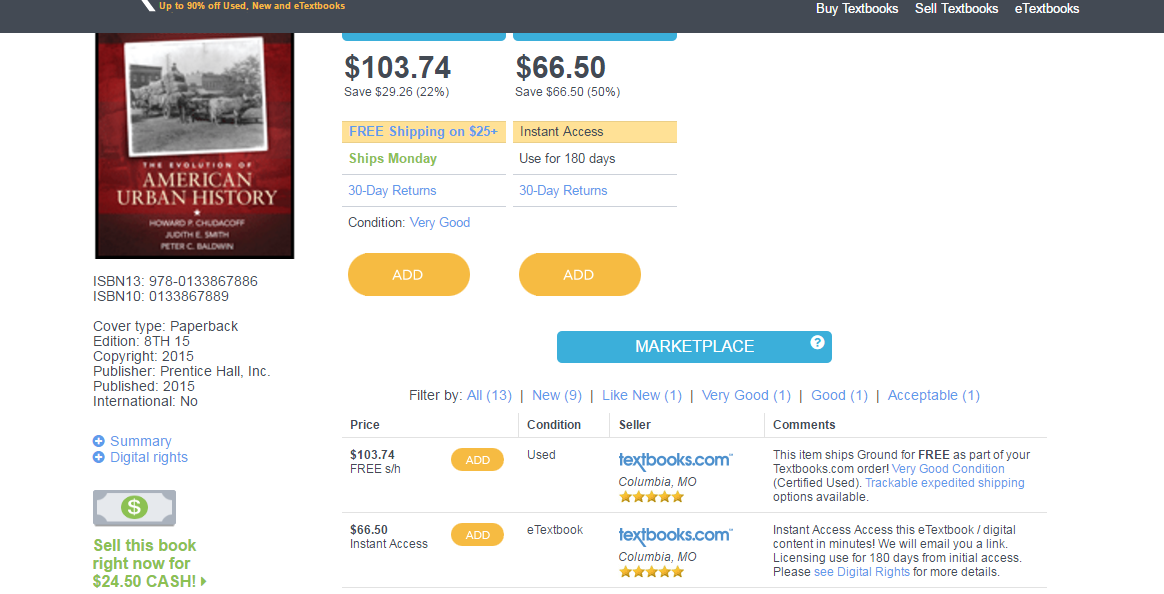 Up to 90% off Used, New and eTextbooks
Buy Textbooks Sell Textbooks eTextbooks
THE EVOLUTION OF
AMERICAN
URBAN HISTORY
HOWARD P. CHUDACOFF
JUDITH E. SMITH
PETER C. BALDWIN
ISBN13: 978-0133867886
ISBN10: 0133867889
Cover type: Paperback
Edition: 8TH 15
Copyright: 2015
Publisher: Prentice Hall, Inc.
Published: 2015
International: No
Summary
Digital rights
$
Sell this book
right now for
$24.50 CASH!
$103.74 $66.50
Save $29.26 (22%) Save $66.50 (50%)
FREE Shipping on $25+ Instant Access
Ships Monday Use for 180 days
30-Day Returns 30-Day Returns
Condition: Very Good
ADD ADD
MARKETPLACE ?
Filter by: All (13) | New (9) | Like New (1) | Very Good (1) | Good (1) | Acceptable (1)
Price Condition Seller Comments
$103.74
FREE s/h
ADD
Used
textbooks.com™
Columbia, MO
This item ships Ground for FREE as part of your
Textbooks.com order! Very Good Condition
(Certified Used). Trackable expedited shipping
options available.
$66.50
Instant Access
ADD
eTextbook
textbooks.com™
Columbia, MO
Instant Access Access this eTextbook / digital
content in minutes! We will email you a link.
Licensing use for 180 days from initial access.
Please see Digital Rights for more details.